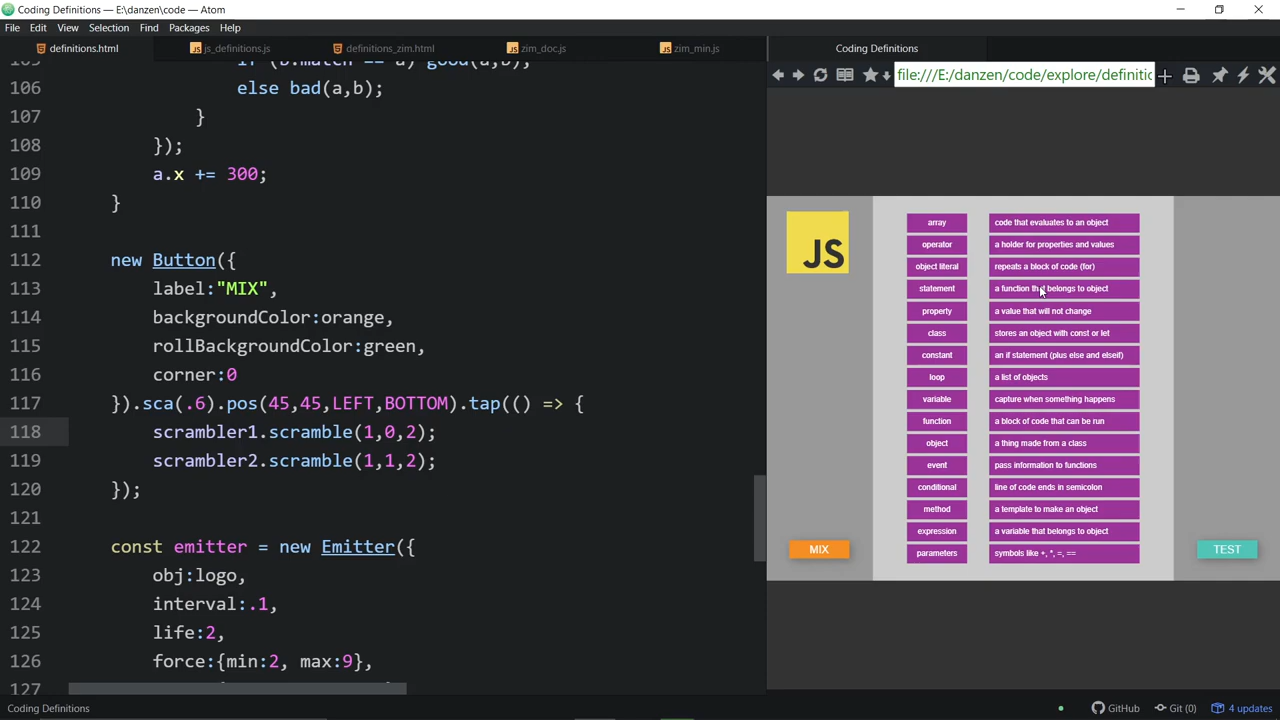 Coding Definitions — E:\danzen\code — Atom
File Edit View Selection Find Packages Help
definitions.html js_definitions.js definitions_zim.html zim_doc.js zim_min.js Coding Definitions
file:///E:/danzen/code/explore/definitic
105 if (b.match == a) good(a,b);
106 else bad(a,b);
107 }
108 });
109 a.x += 300;
110 }
111
112 new Button({
113 label:"MIX",
114 backgroundColor:orange,
115 rollBackgroundColor:green,
116 corner:0
117 }).sca(.6).pos(45,45,LEFT,BOTTOM).tap(() => {
118 scrambler1.scramble(1,0,2);
119 scrambler2.scramble(1,1,2);
120 });
121
122 const emitter = new Emitter({
123 obj:logo,
124 interval:.1,
125 life:2,
126 force:{min:2, max:9},
127
JS
array code that evaluates to an object
operator a holder for properties and values
object literal repeats a block of code (for)
statement a function that belongs to object
property a value that will not change
class stores an object with const or let
constant an if statement (plus else and elseif)
loop a list of objects
variable capture when something happens
function a block of code that can be run
object a thing made from a class
event pass information to functions
conditional line of code ends in semicolon
method a template to make an object
expression a variable that belongs to object
parameters symbols like +, *, =, ==
MIX
TEST
Coding Definitions GitHub Git (0) 4 updates